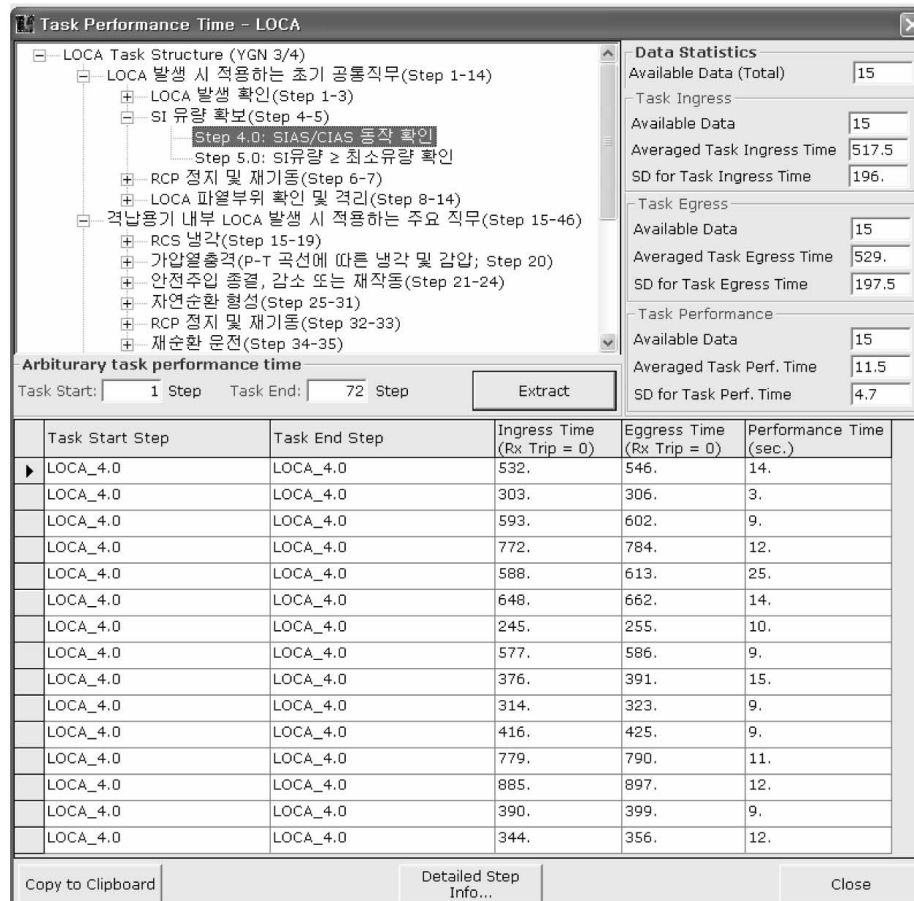 Task Performance Time - LOCA
LOCA Task Structure (YGN 3/4)
LOCA 발생 시 적용하는 초기 공통직무(Step 1-14)
LOCA 발생 확인(Step 1-3)
SI 유량 확보(Step 4-5)
Step 4.0: SIAS/CIAS 동작 확인
Step 5.0: SI유량 ≥ 최소유량 확인
RCP 정지 및 재기동(Step 6-7)
LOCA 파열부위 확인 및 격리(Step 8-14)
격납용기 내부 LOCA 발생 시 적용하는 주요 직무(Step 15-46)
RCS 냉각(Step 15-19)
가압열충격(P-T 곡선에 따른 냉각 및 감압; Step 20)
안전주입 종결, 감소 또는 재작동(Step 21-24)
자연순환 형성(Step 25-31)
RCP 정지 및 재기동(Step 32-33)
재순환 운전(Step 34-35)
Data Statistics
Available Data (Total) 15
Task Ingress
Available Data 15
Averaged Task Ingress Time 517.5
SD for Task Ingress Time 196.
Task Egress
Available Data 15
Averaged Task Egress Time 529.
SD for Task Egress Time 197.5
Task Performance
Available Data 15
Averaged Task Perf. Time 11.5
SD for Task Perf. Time 4.7
Arbiturary task performance time
Task Start: 1 Step Task End: 72 Step Extract
Task Start Step Task End Step Ingress Time (Rx Trip = 0) Eggress Time (Rx Trip = 0) Performance Time (sec.)
LOCA_4.0 LOCA_4.0 532. 546. 14.
LOCA_4.0 LOCA_4.0 303. 306. 3.
LOCA_4.0 LOCA_4.0 593. 602. 9.
LOCA_4.0 LOCA_4.0 772. 784. 12.
LOCA_4.0 LOCA_4.0 588. 613. 25.
LOCA_4.0 LOCA_4.0 648. 662. 14.
LOCA_4.0 LOCA_4.0 245. 255. 10.
LOCA_4.0 LOCA_4.0 577. 586. 9.
LOCA_4.0 LOCA_4.0 376. 391. 15.
LOCA_4.0 LOCA_4.0 314. 323. 9.
LOCA_4.0 LOCA_4.0 416. 425. 9.
LOCA_4.0 LOCA_4.0 779. 790. 11.
LOCA_4.0 LOCA_4.0 885. 897. 12.
LOCA_4.0 LOCA_4.0 390. 399. 9.
LOCA_4.0 LOCA_4.0 344. 356. 12.
Copy to Clipboard Detailed Step Info... Close